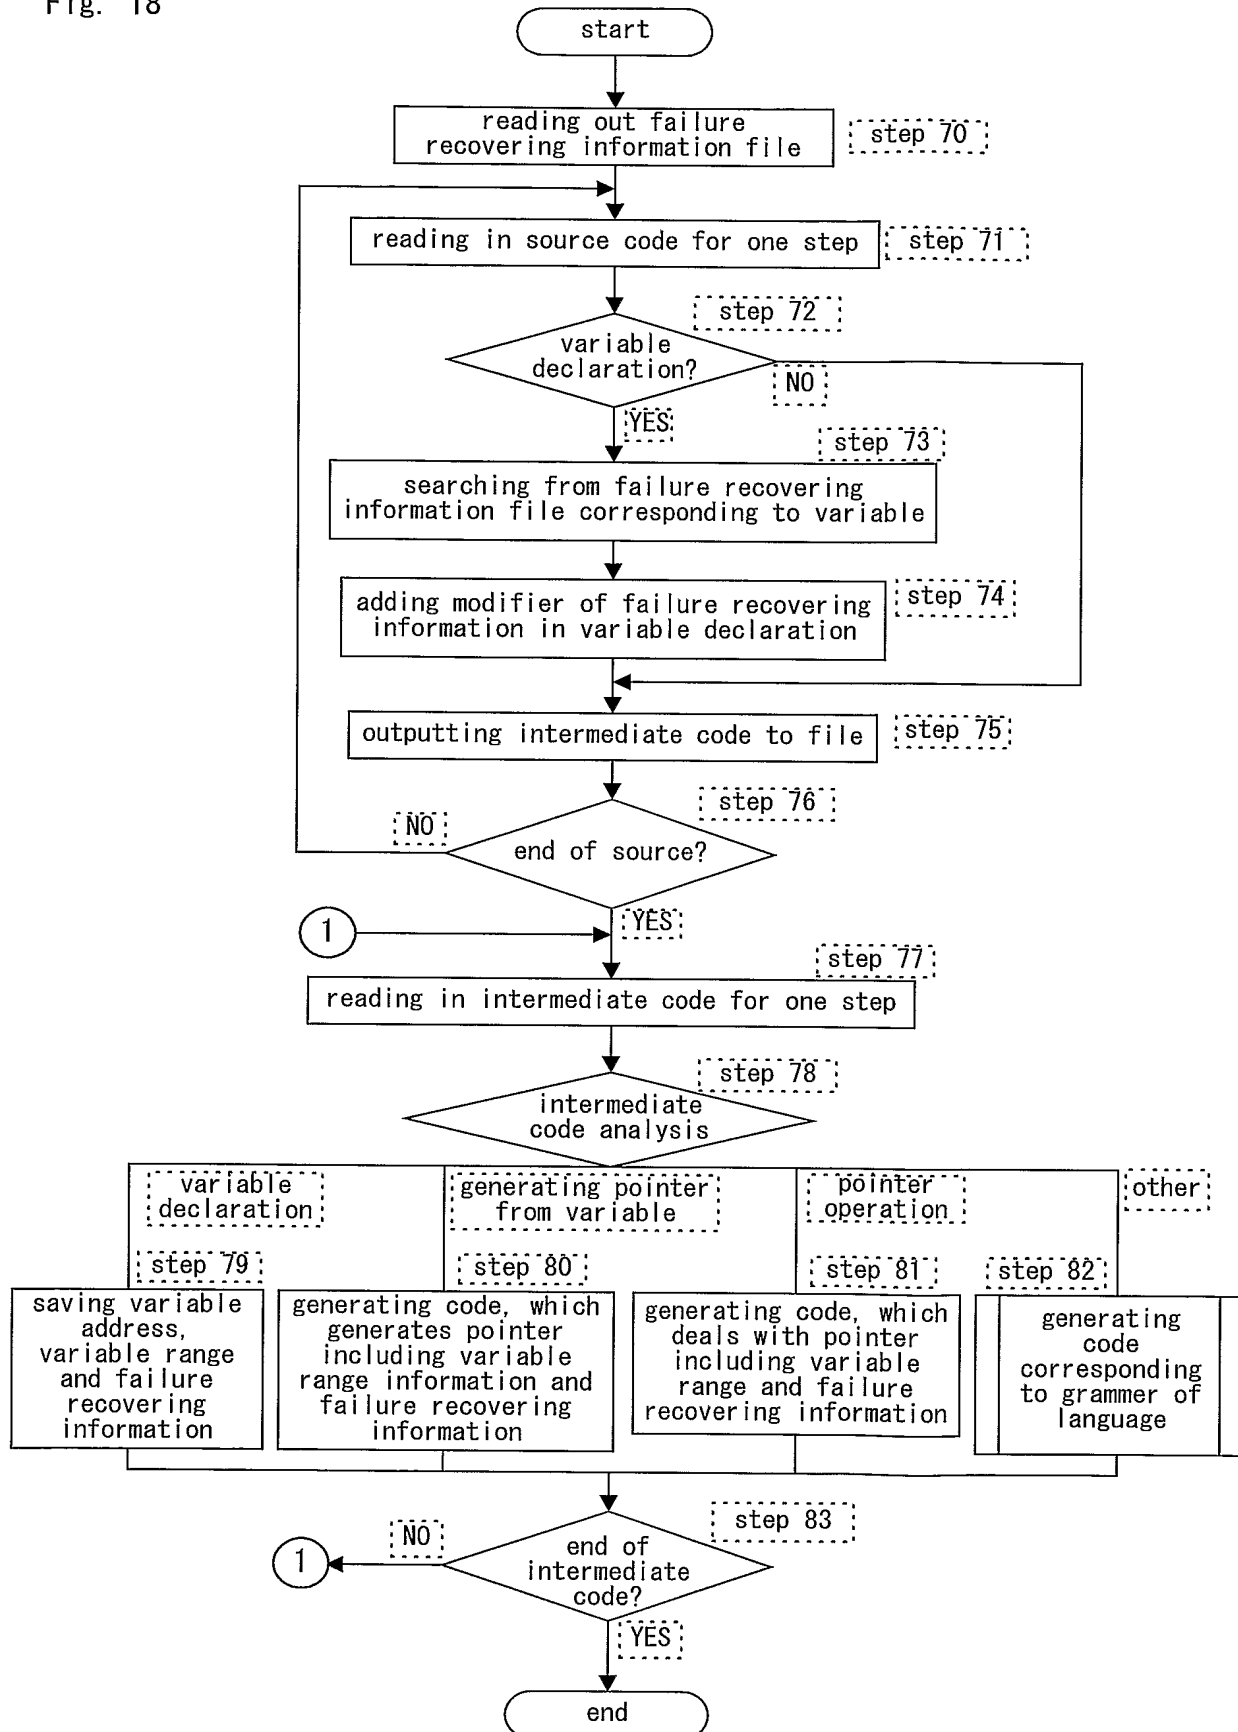 Fig. 18
start
reading out failure
recovering information file
step 70
reading in source code for one step
step 71
step 72
variable
declaration?
NO
YES
step 73
searching from failure recovering
information file corresponding to variable
adding modifier of failure recovering
information in variable declaration
step 74
outputting intermediate code to file
step 75
step 76
NO
end of source?
YES
1
step 77
reading in intermediate code for one step
step 78
intermediate
code analysis
variable
declaration
generating pointer
from variable
pointer
operation
other
step 79
step 80
step 81
step 82
saving variable
address,
variable range
and failure
recovering
information
generating code, which
generates pointer
including variable
range information and
failure recovering
information
generating code, which
deals with pointer
including variable
range and failure
recovering information
generating
code
corresponding
to grammer of
language
step 83
NO
1
end of
intermediate
code?
YES
end